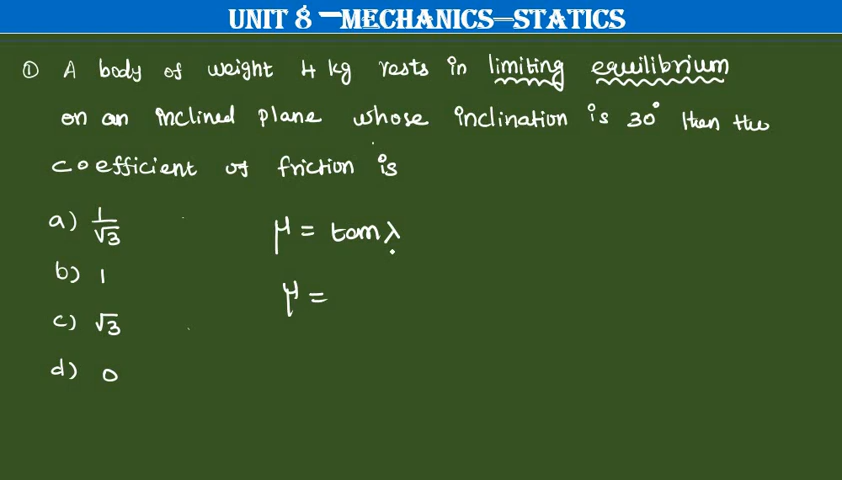 UNIT 8 – MECHANICS–STATICS
① A body of weight 4 kg rests in limiting equilibrium
on an inclined plane whose inclination is 30° then the
coefficient of friction is
a) 1/√3
μ = tan λ
b) 1
μ =
c) √3
d) 0